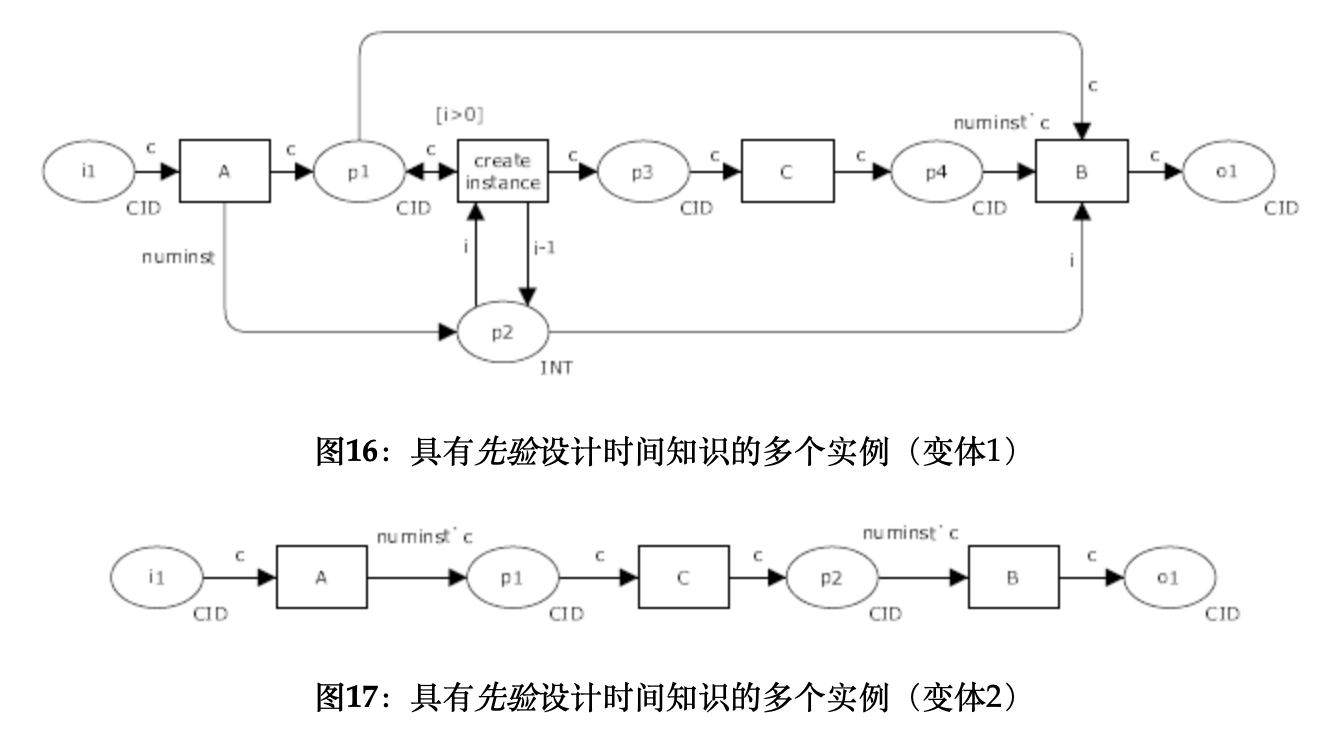 c
[i>0]
numinst`c
c
c
c
c
c
c
c
i1
A
p1
create
instance
p3
C
p4
B
o1
CID
CID
CID
CID
CID
numinst
i
i-1
i
p2
INT
图16：具有先验设计时间知识的多个实例（变体1）
numinst`c
numinst`c
c
c
c
c
i1
A
p1
C
p2
B
o1
CID
CID
CID
CID
图17：具有先验设计时间知识的多个实例（变体2）